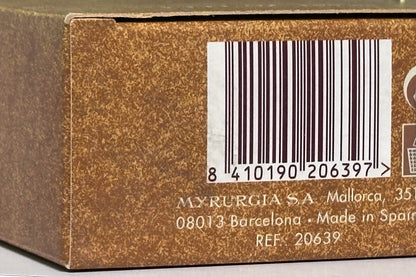 8 410190 206397 >
MYRURGIA S.A. Mallorca, 351
08013 Barcelona • Made in Spain
REF. 20639